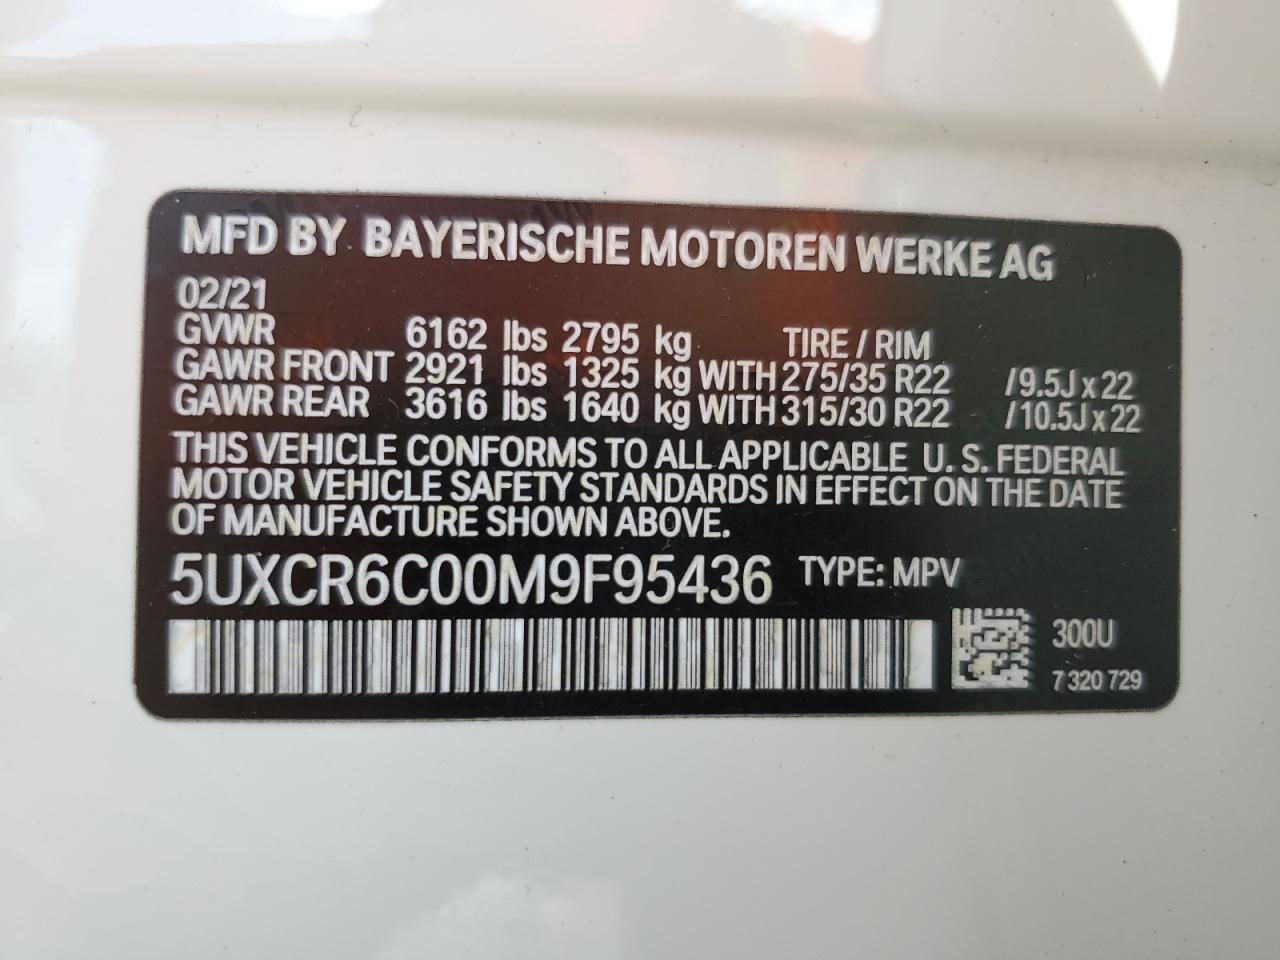 MFD BY BAYERISCHE MOTOREN WERKE AG
02/21
GVWR 6162 lbs 2795 kg TIRE / RIM
GAWR FRONT 2921 lbs 1325 kg WITH 275/35 R22 / 9.5J x 22
GAWR REAR 3616 lbs 1640 kg WITH 315/30 R22 / 10.5J x 22
THIS VEHICLE CONFORMS TO ALL APPLICABLE U. S. FEDERAL
MOTOR VEHICLE SAFETY STANDARDS IN EFFECT ON THE DATE
OF MANUFACTURE SHOWN ABOVE.
5UXCR6C00M9F95436 TYPE: MPV
300U
7 320 729